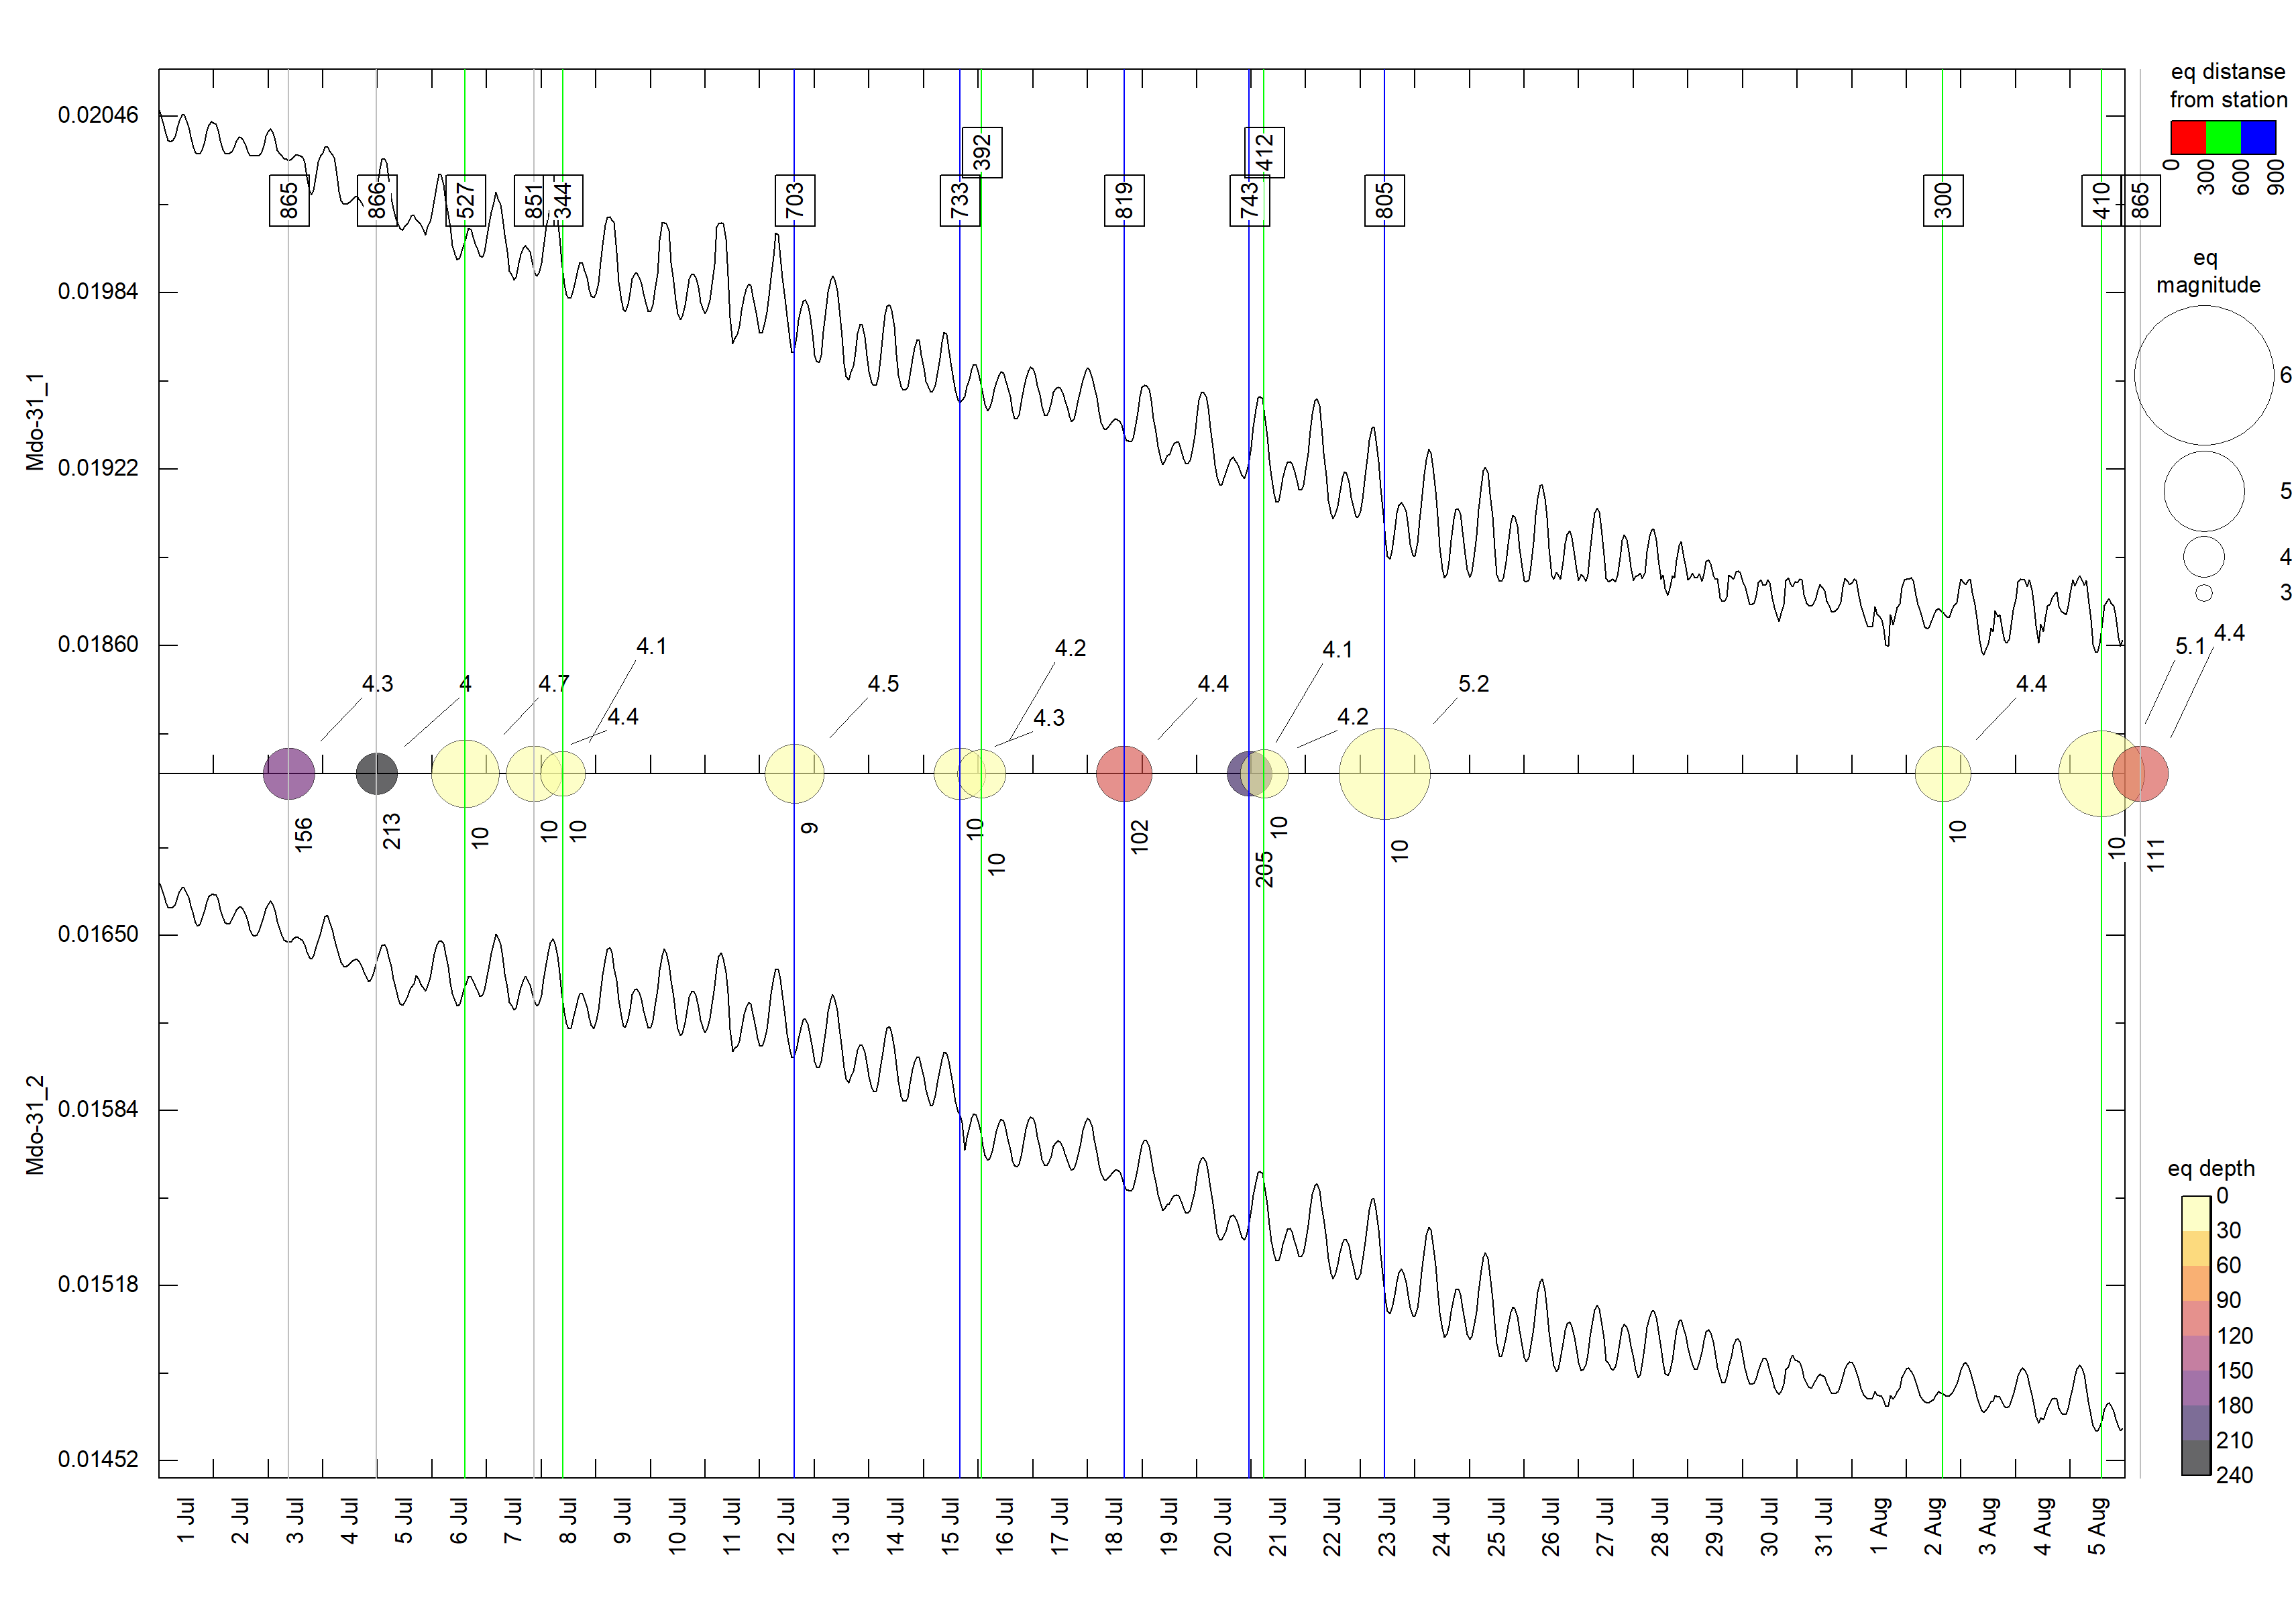 eq distanse
from station
0
300
600
900
0.02046
0.01984
0.01922
0.01860
Mdo-31_1
392
412
865
866
527
851
344
703
733
819
743
805
300
410
865
eq
magnitude
6
5
4
3
4.3
4
4.7
4.4
4.1
4.5
4.2
4.3
4.4
4.1
4.2
5.2
4.4
5.1
4.4
156
213
10
10
10
9
10
10
102
205
10
10
10
10
111
0.01650
0.01584
0.01518
0.01452
Mdo-31_2
eq depth
0
30
60
90
120
150
180
210
240
1 Jul
2 Jul
3 Jul
4 Jul
5 Jul
6 Jul
7 Jul
8 Jul
9 Jul
10 Jul
11 Jul
12 Jul
13 Jul
14 Jul
15 Jul
16 Jul
17 Jul
18 Jul
19 Jul
20 Jul
21 Jul
22 Jul
23 Jul
24 Jul
25 Jul
26 Jul
27 Jul
28 Jul
29 Jul
30 Jul
31 Jul
1 Aug
2 Aug
3 Aug
4 Aug
5 Aug